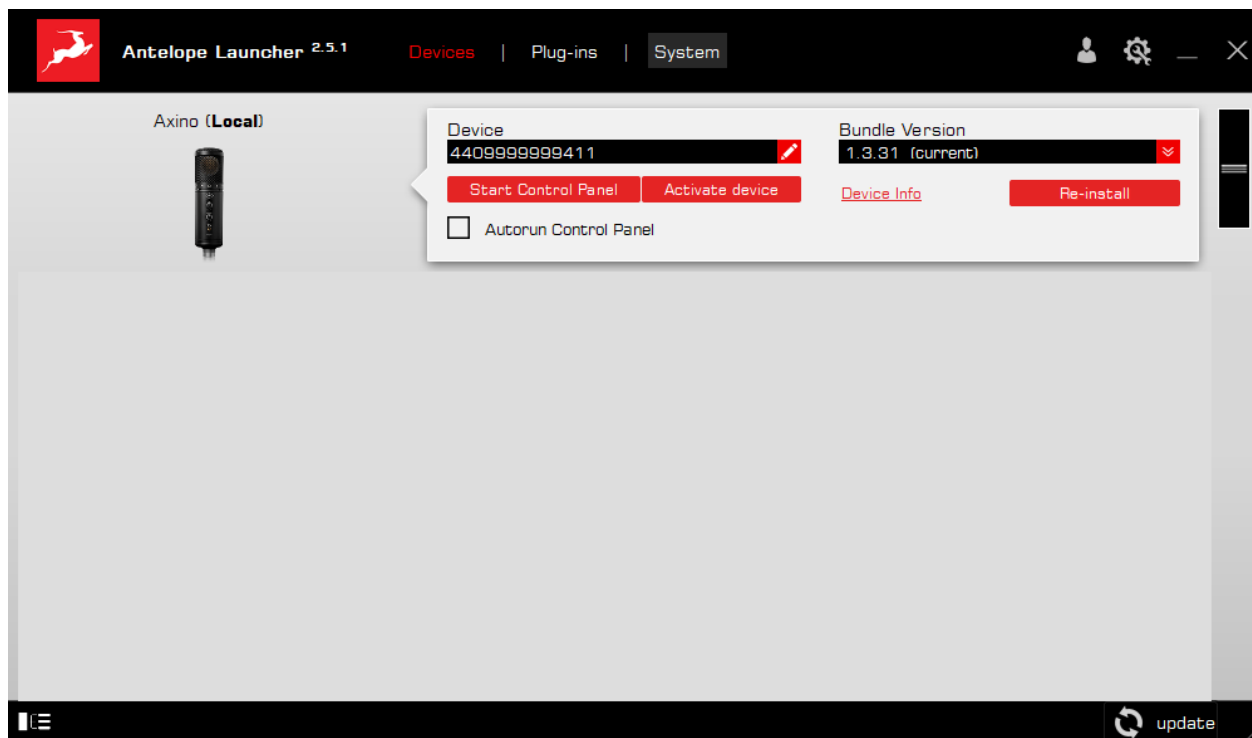 Antelope Launcher 2.5.1 Devices | Plug-ins | System
Axino (Local)
Device
4409999999411
Start Control Panel Activate device
Autorun Control Panel
Bundle Version
1.3.31 (current)
Device Info Re-install
update